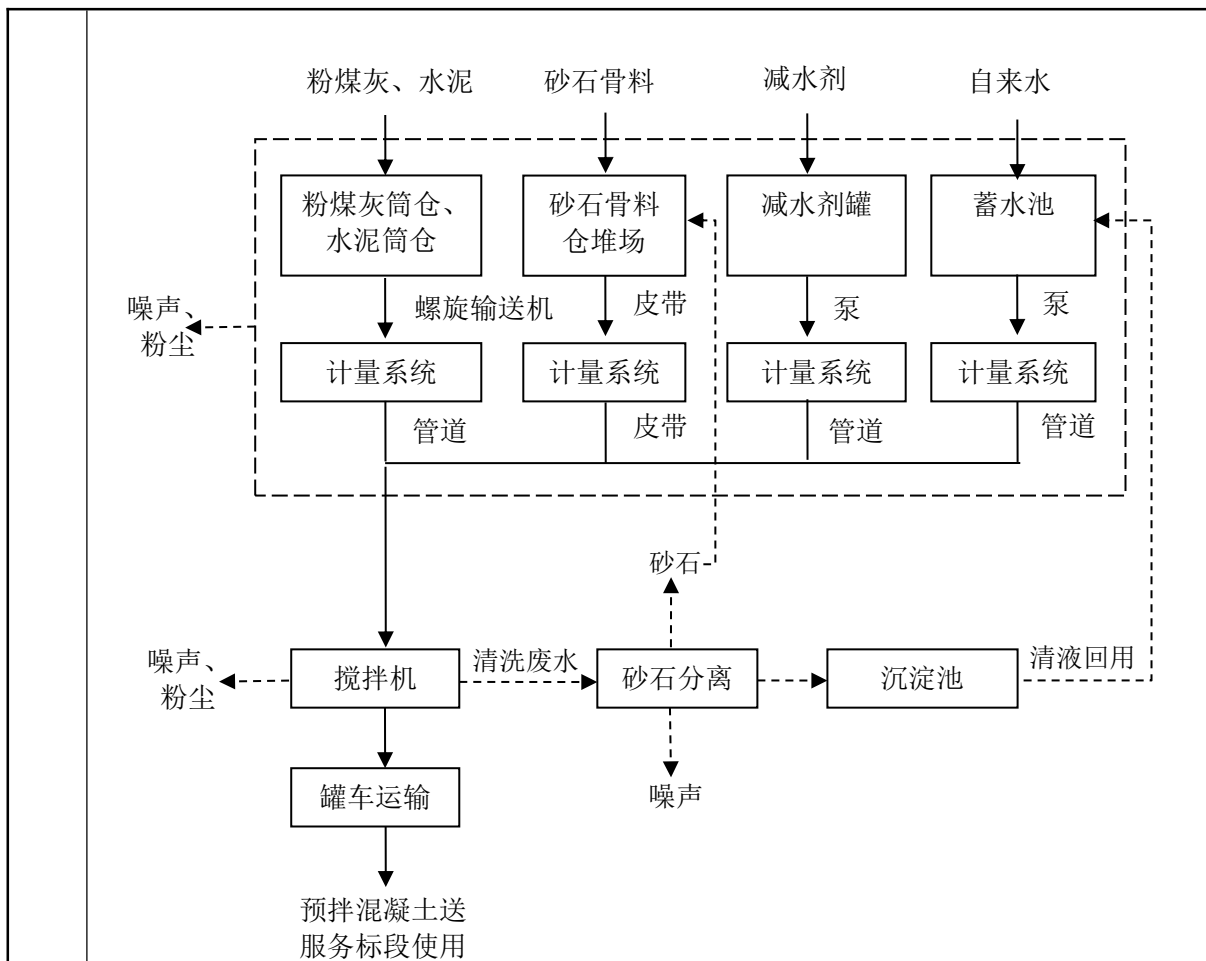 粉煤灰、水泥
砂石骨料
减水剂
自来水
粉煤灰筒仓、
水泥筒仓
砂石骨料
仓堆场
减水剂罐
蓄水池
噪声、
粉尘
螺旋输送机
皮带
泵
泵
计量系统
计量系统
计量系统
计量系统
管道
皮带
管道
管道
砂石
噪声、
粉尘
搅拌机
清洗废水
砂石分离
沉淀池
清液回用
罐车运输
噪声
预拌混凝土送
服务标段使用